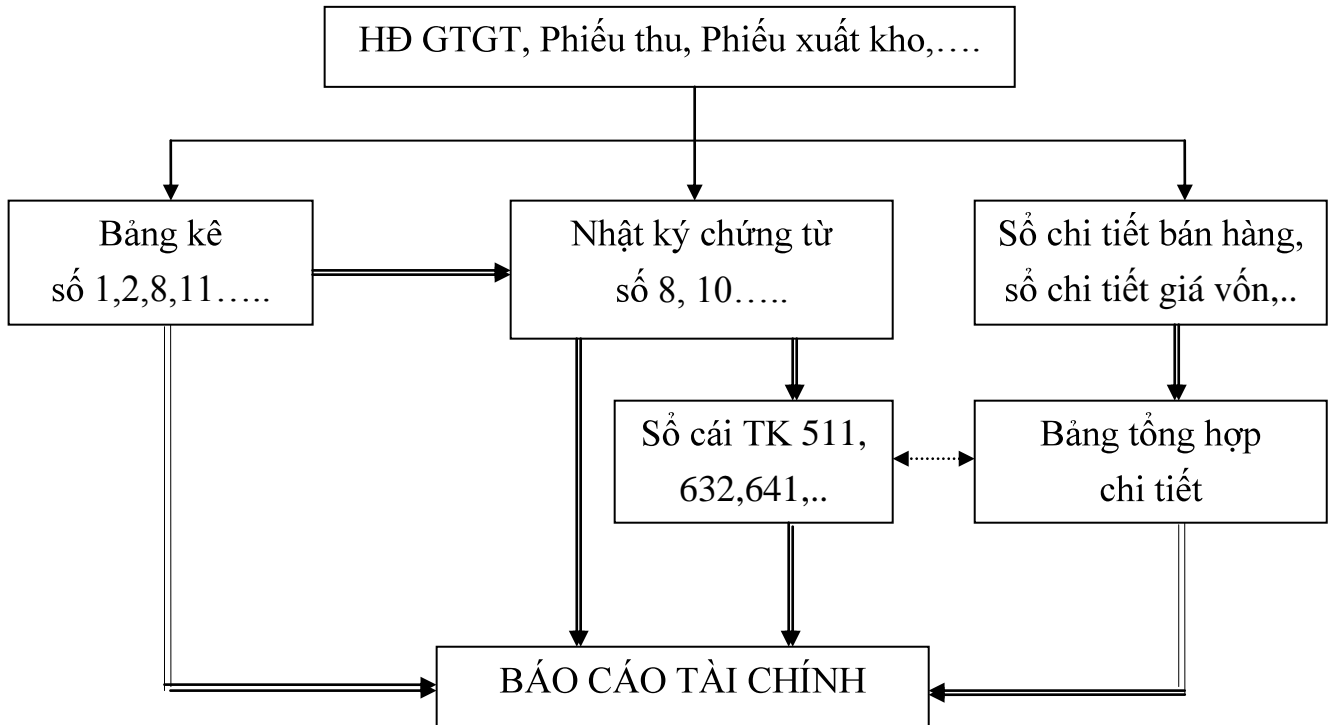 HĐ GTGT, Phiếu thu, Phiếu xuất kho,….
Bảng kê
số 1,2,8,11…..
Nhật ký chứng từ
số 8, 10…..
Sổ chi tiết bán hàng,
sổ chi tiết giá vốn,..
Sổ cái TK 511,
632,641,..
Bảng tổng hợp
chi tiết
BÁO CÁO TÀI CHÍNH